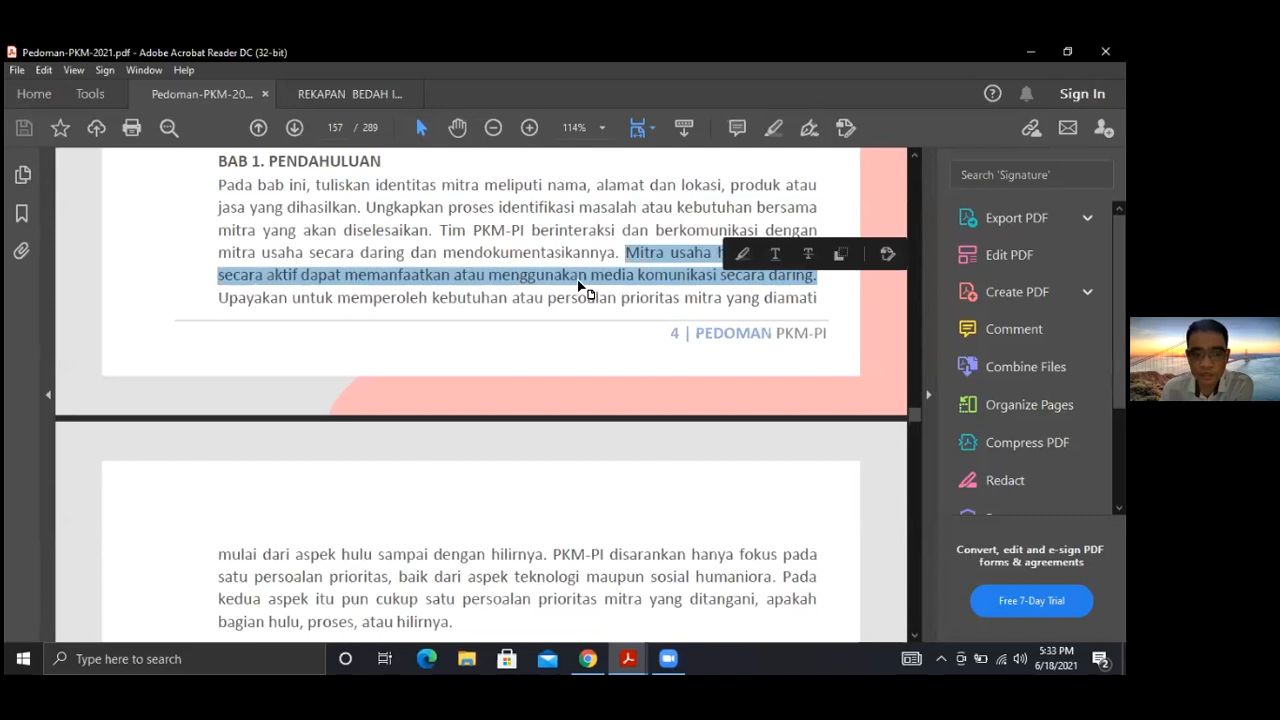 Pedoman-PKM-2021.pdf - Adobe Acrobat Reader DC (32-bit)
File Edit View Sign Window Help
Home Tools Pedoman-PKM-20... × REKAPAN BEDAH I... Sign In
157 / 289 114%
BAB 1. PENDAHULUAN
Pada bab ini, tuliskan identitas mitra meliputi nama, alamat dan lokasi, produk atau
jasa yang dihasilkan. Ungkapkan proses identifikasi masalah atau kebutuhan bersama
mitra yang akan diselesaikan. Tim PKM-PI berinteraksi dan berkomunikasi dengan
mitra usaha secara daring dan mendokumentasikannya. Mitra usaha
secara aktif dapat memanfaatkan atau menggunakan media komunikasi secara daring.
Upayakan untuk memperoleh kebutuhan atau persoalan prioritas mitra yang diamati
4 | PEDOMAN PKM-PI
mulai dari aspek hulu sampai dengan hilirnya. PKM-PI disarankan hanya fokus pada
satu persoalan prioritas, baik dari aspek teknologi maupun sosial humaniora. Pada
kedua aspek itu pun cukup satu persoalan prioritas mitra yang ditangani, apakah
bagian hulu, proses, atau hilirnya.
Search 'Signature'
Export PDF
Edit PDF
Create PDF
Comment
Combine Files
Organize Pages
Compress PDF
Redact
Convert, edit and e-sign PDF
forms & agreements
Free 7-Day Trial
Type here to search
5:33 PM
6/18/2021
2